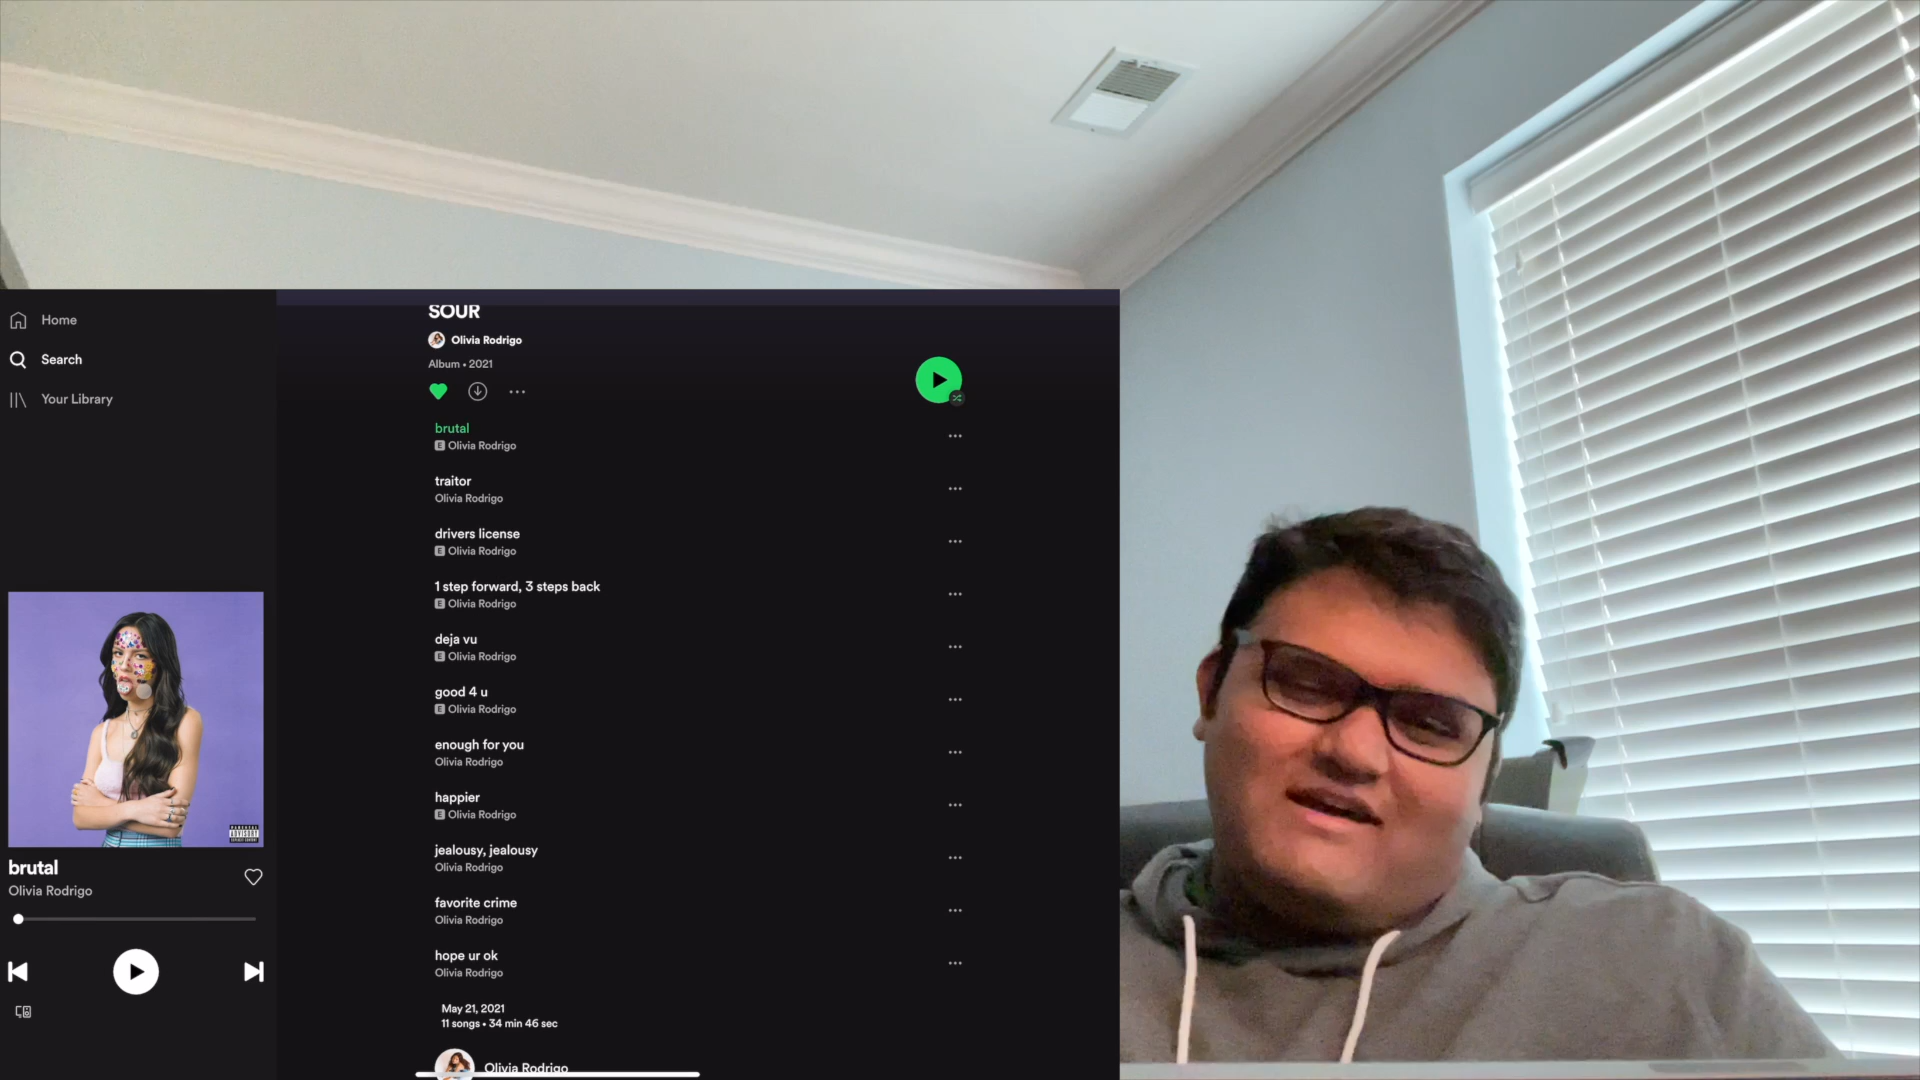 Home
Search
Your Library
brutal
Olivia Rodrigo
SOUR
Olivia Rodrigo
Album • 2021
brutal
E Olivia Rodrigo
traitor
Olivia Rodrigo
drivers license
E Olivia Rodrigo
1 step forward, 3 steps back
E Olivia Rodrigo
deja vu
E Olivia Rodrigo
good 4 u
E Olivia Rodrigo
enough for you
Olivia Rodrigo
happier
E Olivia Rodrigo
jealousy, jealousy
Olivia Rodrigo
favorite crime
Olivia Rodrigo
hope ur ok
Olivia Rodrigo
May 21, 2021
11 songs • 34 min 46 sec
Olivia Rodrigo